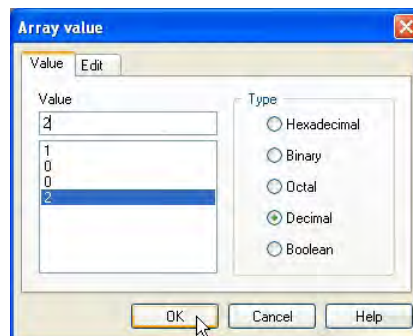 Array value
Value Edit
Value
2
1
0
0
2
Type
Hexadecimal
Binary
Octal
Decimal
Boolean
OK Cancel Help